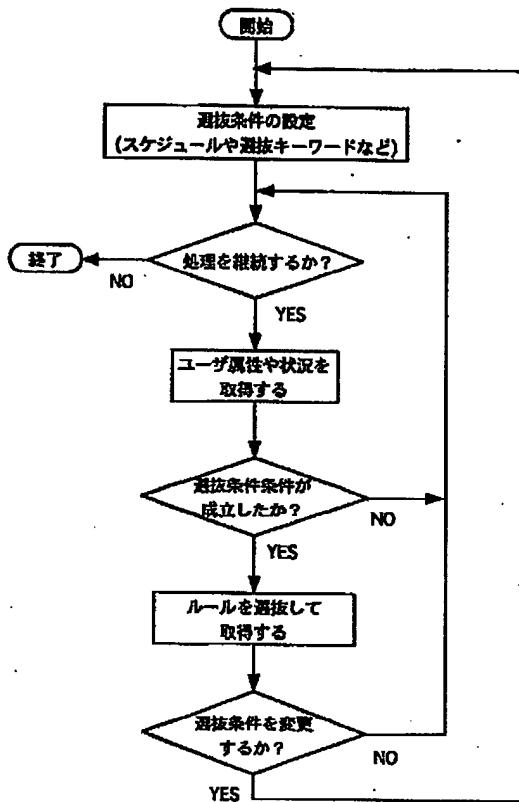 開始
選抜条件の設定
(スケジュールや選抜キーワードなど)
処理を継続するか？
終了
NO
YES
ユーザ属性や状況を
取得する
選抜条件条件が
成立したか？
NO
YES
ルールを選抜して
取得する
選抜条件を変更
するか？
NO
YES